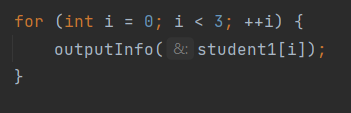 for (int i = 0; i < 3; ++i) {
    outputInfo( &: student1[i]);
}